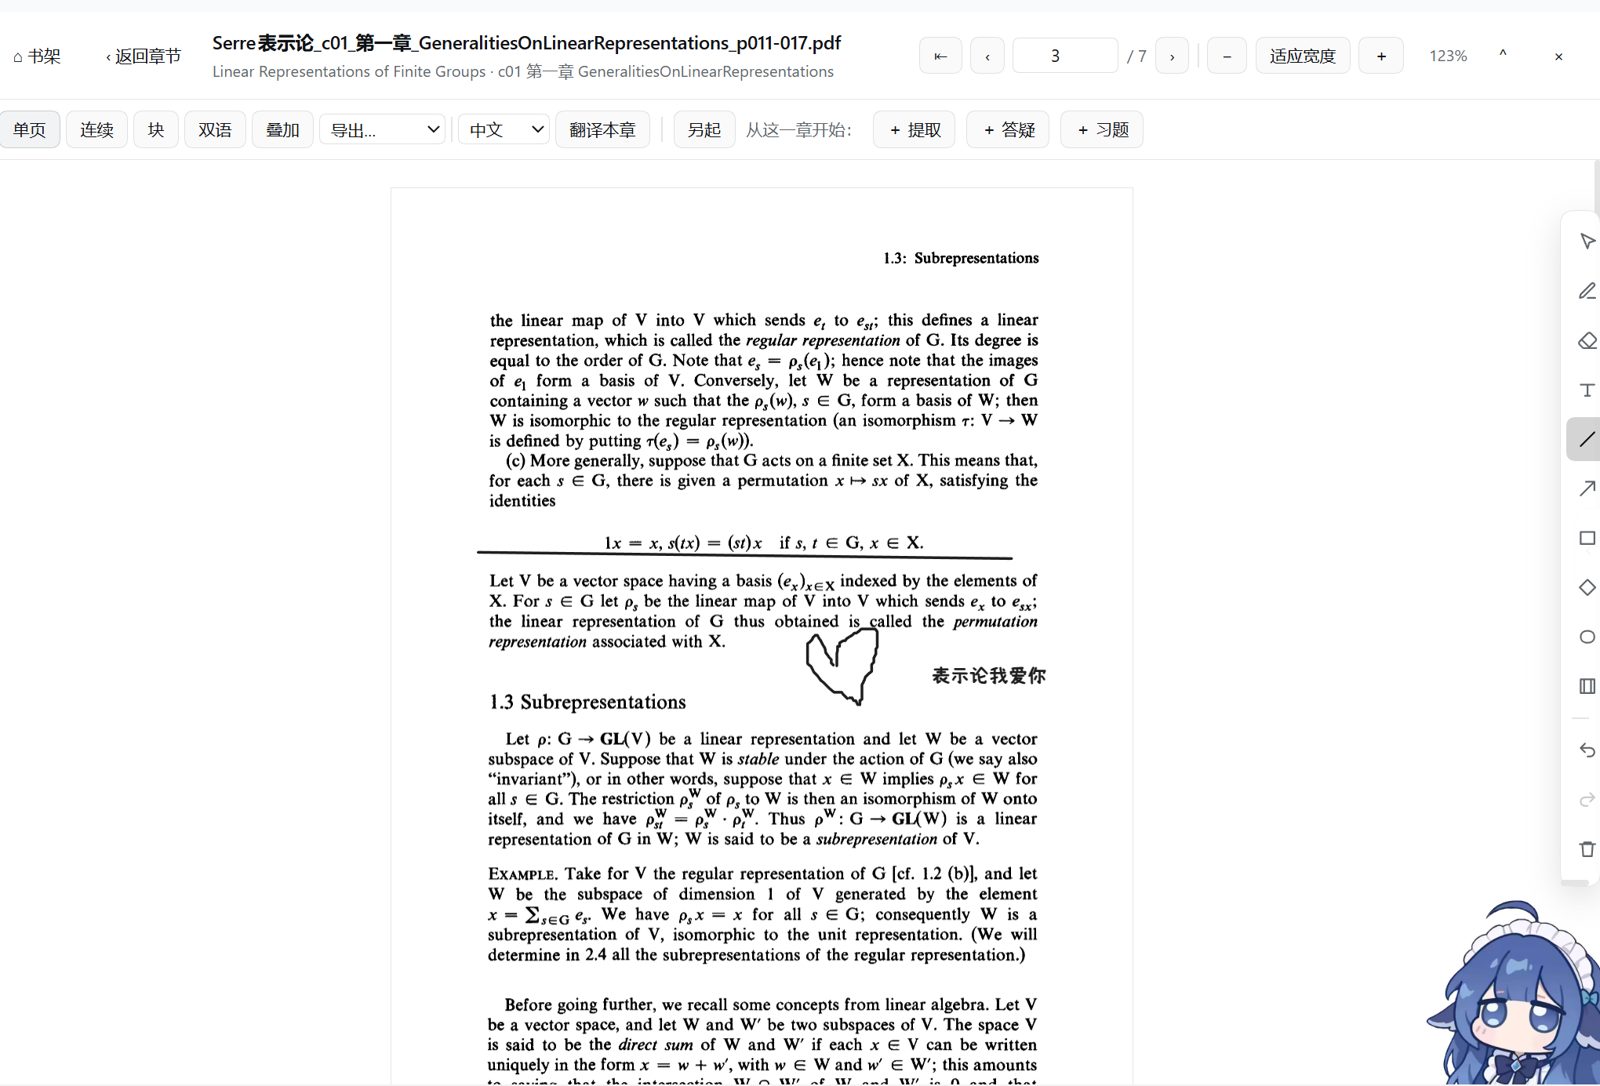 书架
返回章节
Serre表示论_c01_第一章_GeneralitiesOnLinearRepresentations_p011-017.pdf
Linear Representations of Finite Groups · c01 第一章 GeneralitiesOnLinearRepresentations
3 / 7
适应宽度
123%
单页 连续 块 双语 叠加 导出... 中文 翻译本章 另起 从这一章开始: + 提取 + 答疑 + 习题
1.3: Subrepresentations
the linear map of V into V which sends e_t to e_st; this defines a linear
representation, which is called the regular representation of G. Its degree is
equal to the order of G. Note that e_s = ρ_s(e_1); hence note that the images
of e_1 form a basis of V. Conversely, let W be a representation of G
containing a vector w such that the ρ_s(w), s ∈ G, form a basis of W; then
W is isomorphic to the regular representation (an isomorphism τ: V → W
is defined by putting τ(e_s) = ρ_s(w)).
(c) More generally, suppose that G acts on a finite set X. This means that,
for each s ∈ G, there is given a permutation x ↦ sx of X, satisfying the
identities
1x = x, s(tx) = (st)x if s, t ∈ G, x ∈ X.
Let V be a vector space having a basis (e_x)_x∈X indexed by the elements of
X. For s ∈ G let ρ_s be the linear map of V into V which sends e_x to e_sx;
the linear representation of G thus obtained is called the permutation
representation associated with X.
表示论我爱你
1.3 Subrepresentations
Let ρ: G → GL(V) be a linear representation and let W be a vector
subspace of V. Suppose that W is stable under the action of G (we say also
“invariant”), or in other words, suppose that x ∈ W implies ρ_s x ∈ W for
all s ∈ G. The restriction ρ_s^W of ρ_s to W is then an isomorphism of W onto
itself, and we have ρ_st^W = ρ_s^W · ρ_t^W. Thus ρ^W: G → GL(W) is a linear
representation of G in W; W is said to be a subrepresentation of V.
EXAMPLE. Take for V the regular representation of G [cf. 1.2 (b)], and let
W be the subspace of dimension 1 of V generated by the element
x = Σ_s∈G e_s. We have ρ_s x = x for all s ∈ G; consequently W is a
subrepresentation of V, isomorphic to the unit representation. (We will
determine in 2.4 all the subrepresentations of the regular representation.)
Before going further, we recall some concepts from linear algebra. Let V
be a vector space, and let W and W′ be two subspaces of V. The space V
is said to be the direct sum of W and W′ if each x ∈ V can be written
uniquely in the form x = w + w′, with w ∈ W and w′ ∈ W′; this amounts